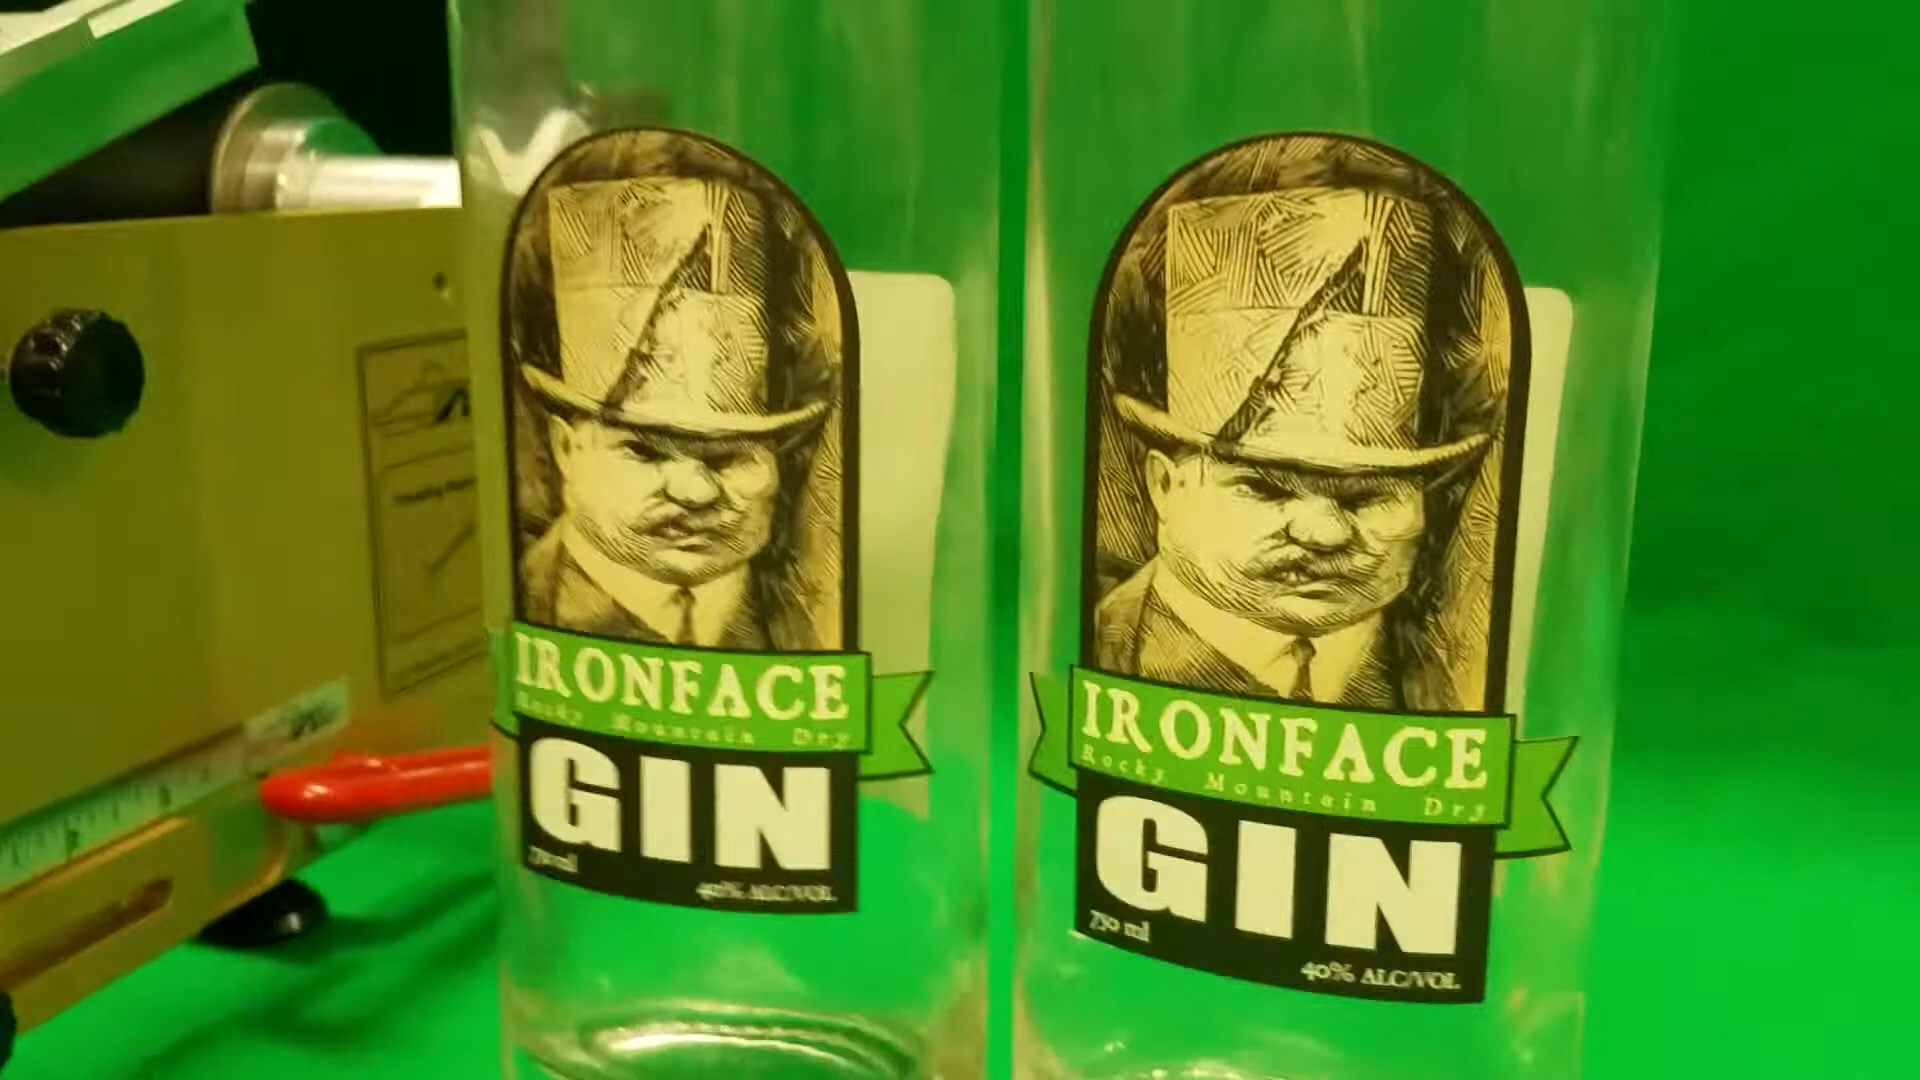 IRONFACE
Rocky Mountain Dry
GIN
750 ml
40% ALC/VOL
IRONFACE
Rocky Mountain Dry
GIN
750 ml
40% ALC/VOL